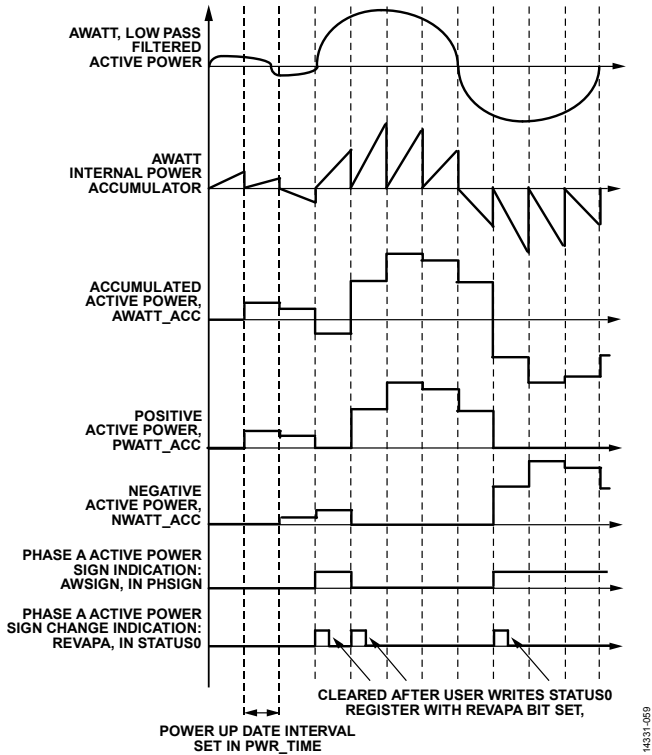 AWATT, LOW PASS
FILTERED
ACTIVE POWER
AWATT
INTERNAL POWER
ACCUMULATOR
ACCUMULATED
ACTIVE POWER,
AWATT_ACC
POSITIVE
ACTIVE POWER,
PWATT_ACC
NEGATIVE
ACTIVE POWER,
NWATT_ACC
PHASE A ACTIVE POWER
SIGN INDICATION:
AWSIGN, IN PHSIGN
PHASE A ACTIVE POWER
SIGN CHANGE INDICATION:
REVAPA, IN STATUS0
CLEARED AFTER USER WRITES STATUS0
REGISTER WITH REVAPA BIT SET,
POWER UP DATE INTERVAL
SET IN PWR_TIME
14331-059